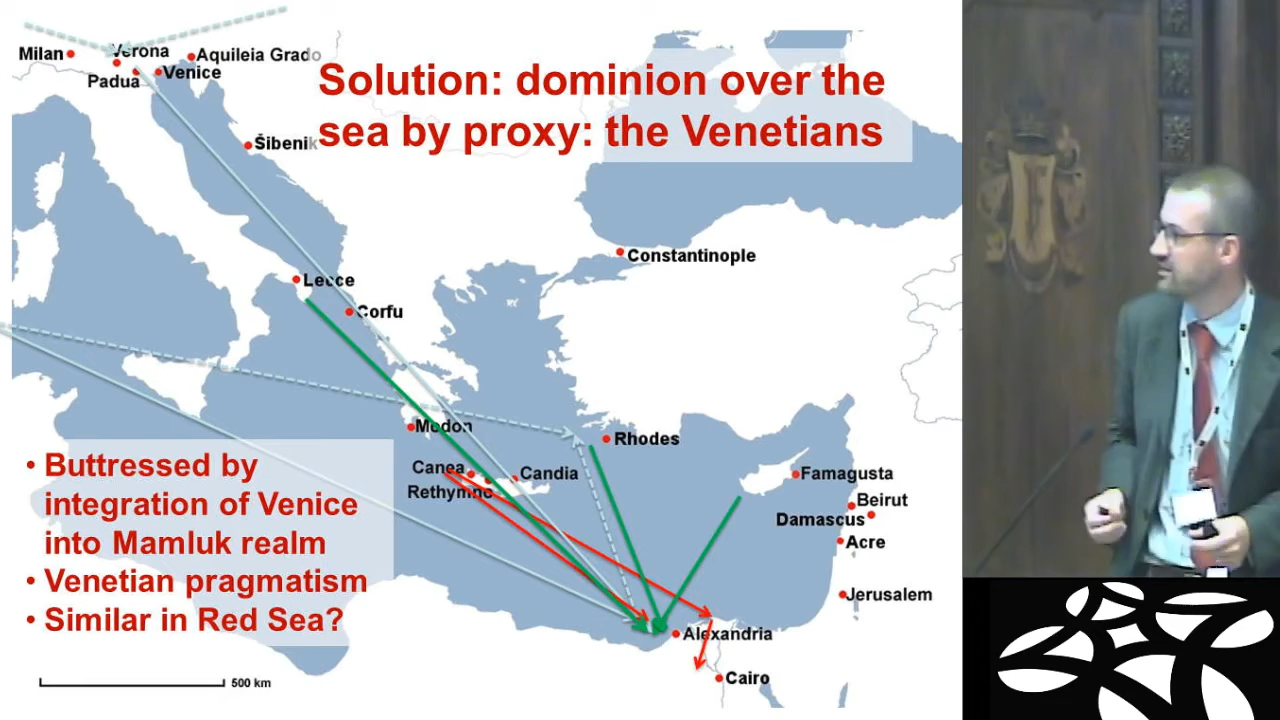 Milan
Verona
Aquileia Grado
Padua
Venice
Solution: dominion over the
sea by proxy: the Venetians
Šibenik
Constantinople
Lecce
Corfu
Modon
Rhodes
Canea
Candia
Rethymno
Famagusta
Beirut
Damascus
Acre
Jerusalem
Alexandria
Cairo
• Buttressed by
integration of Venice
into Mamluk realm
• Venetian pragmatism
• Similar in Red Sea?
500 km